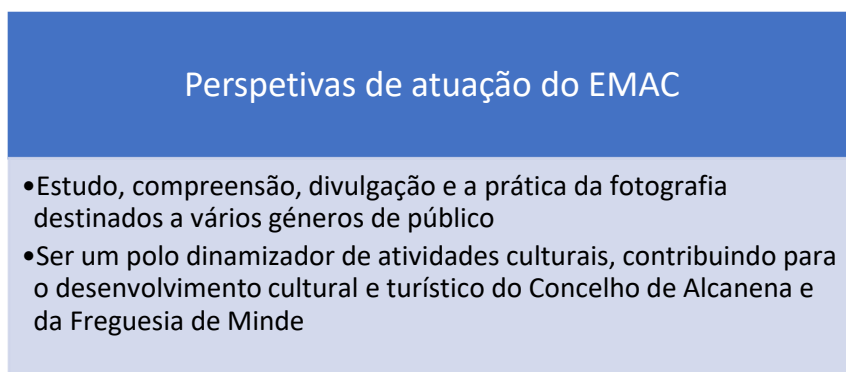 Perspetivas de atuação do EMAC
•Estudo, compreensão, divulgação e a prática da fotografia
destinados a vários géneros de público
•Ser um polo dinamizador de atividades culturais, contribuindo para
o desenvolvimento cultural e turístico do Concelho de Alcanena e
da Freguesia de Minde